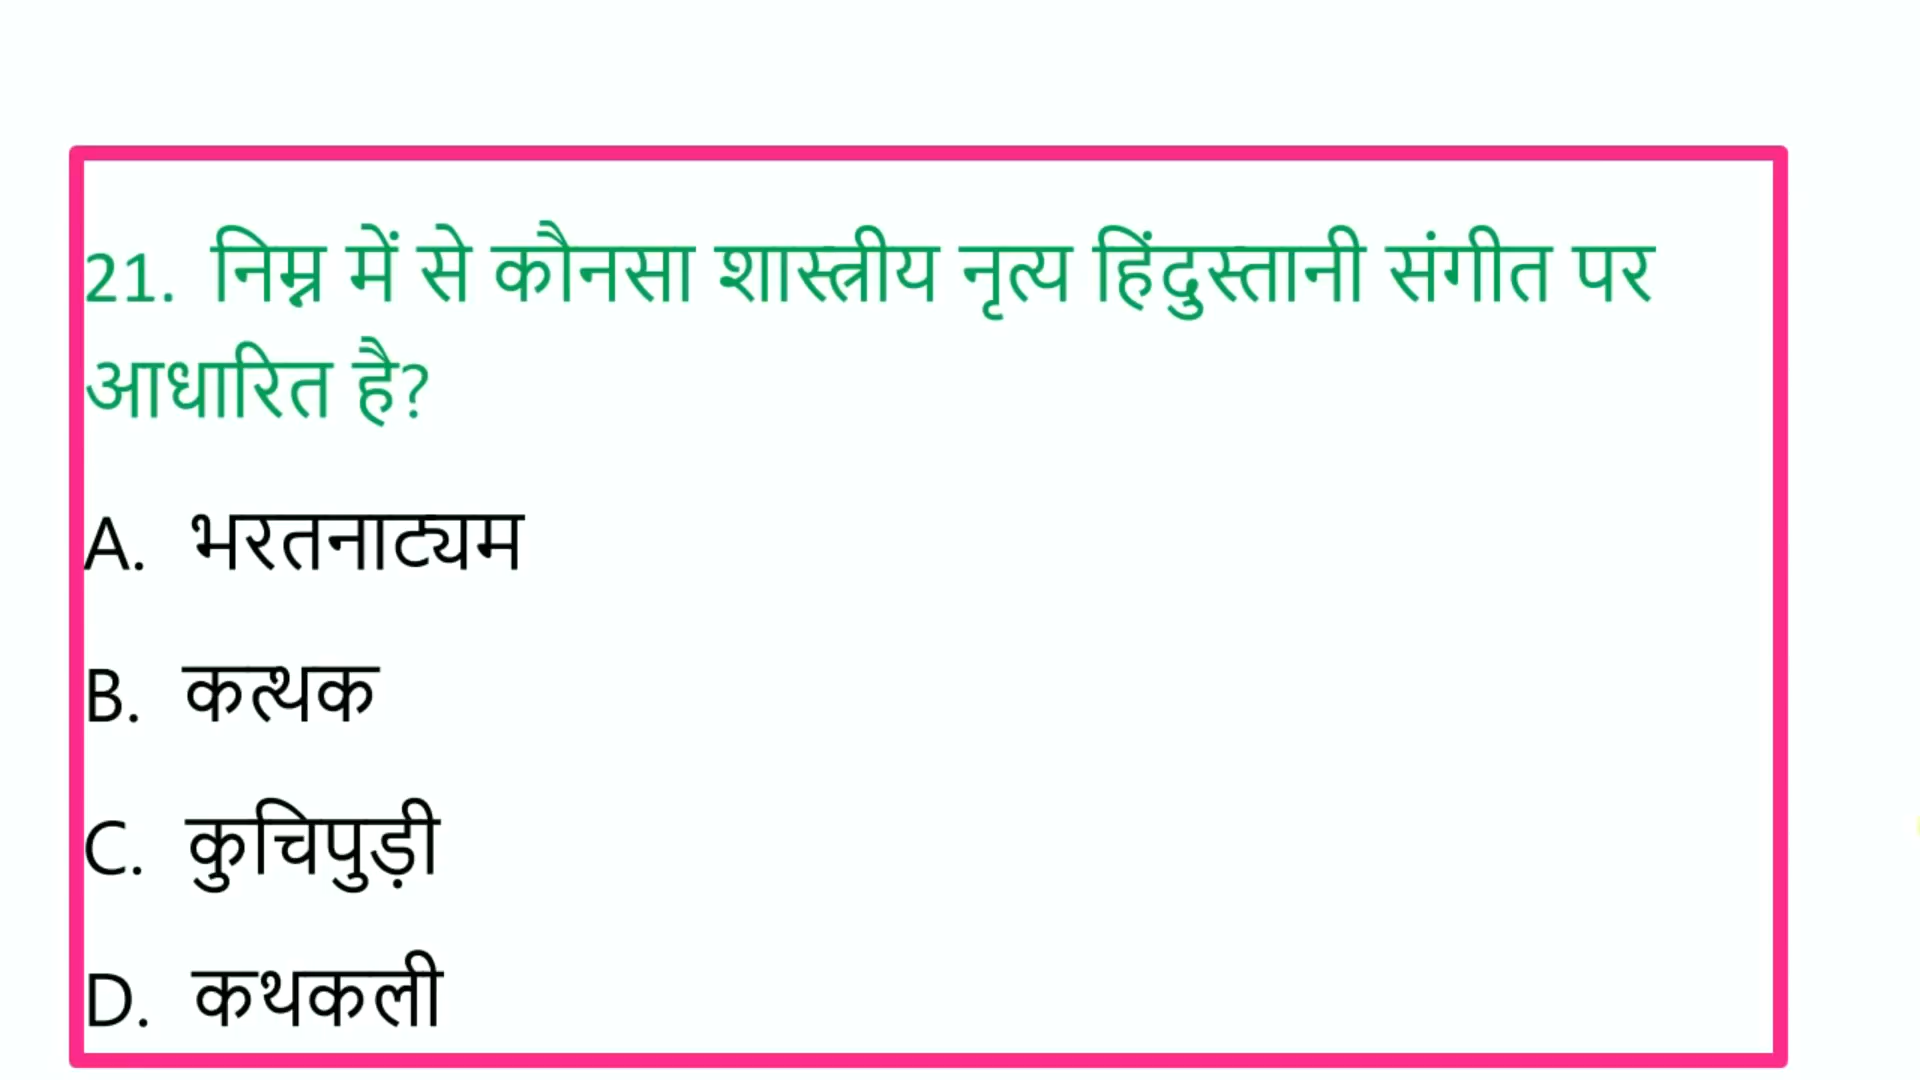 21. निम्न में से कौनसा शास्त्रीय नृत्य हिंदुस्तानी संगीत पर
आधारित है?
A. भरतनाट्यम
B. कत्थक
C. कुचिपुड़ी
D. कथकली